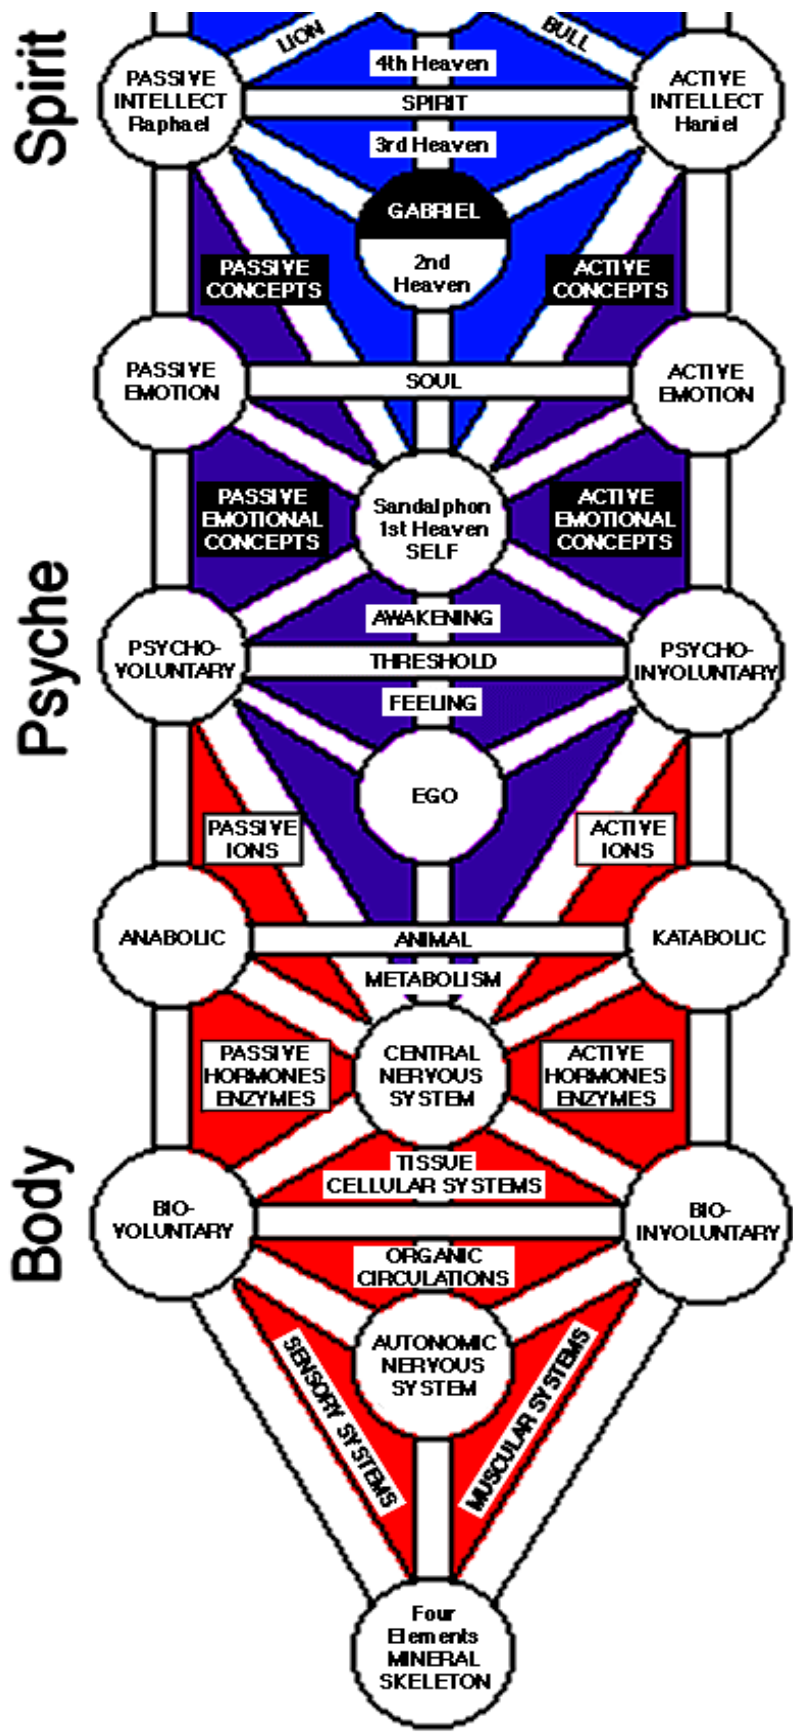 Spirit
LION
BULL
4th Heaven
PASSIVE
INTELLECT
Raphael
SPIRIT
ACTIVE
INTELLECT
Haniel
3rd Heaven
GABRIEL
2nd
Heaven
PASSIVE
CONCEPTS
ACTIVE
CONCEPTS
PASSIVE
EMOTION
SOUL
ACTIVE
EMOTION
PASSIVE
EMOTIONAL
CONCEPTS
Sandalphon
1st Heaven
SELF
ACTIVE
EMOTIONAL
CONCEPTS
Psyche
AWAKENING
PSYCHO-
VOLUNTARY
THRESHOLD
PSYCHO-
INVOLUNTARY
FEELING
EGO
PASSIVE
IONS
ACTIVE
IONS
ANABOLIC
ANIMAL
KATABOLIC
METABOLISM
PASSIVE
HORMONES
ENZYMES
CENTRAL
NERVOUS
SYSTEM
ACTIVE
HORMONES
ENZYMES
Body
TISSUE
CELLULAR SYSTEMS
BIO-
VOLUNTARY
BIO-
INVOLUNTARY
ORGANIC
CIRCULATIONS
AUTONOMIC
NERVOUS
SYSTEM
SENSORY SYSTEMS
MUSCULAR SYSTEMS
Four
Elements
MINERAL
SKELETON